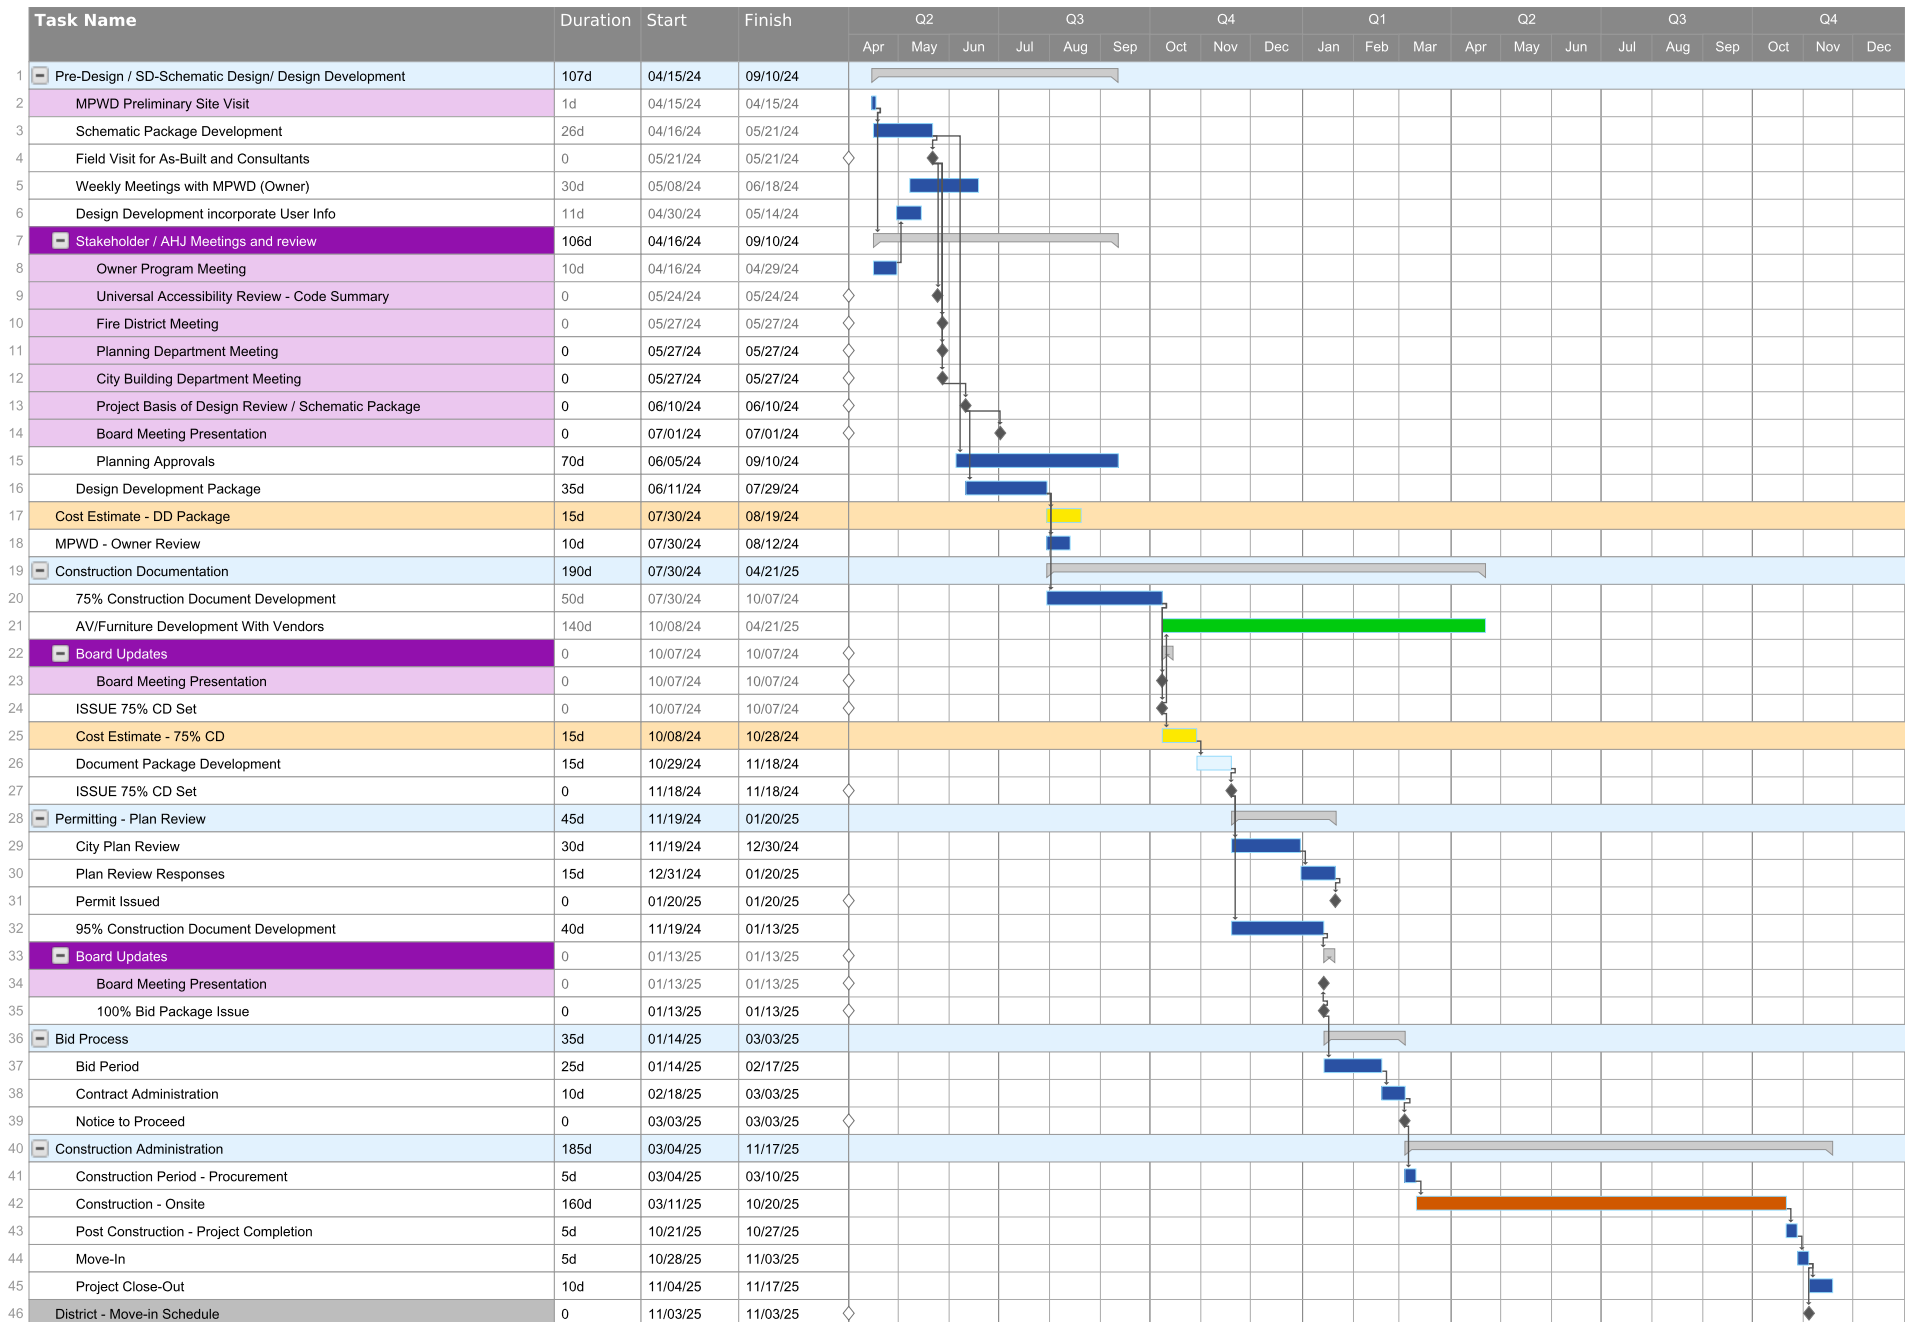 Task Name Duration Start Finish Q2 Q3 Q4 Q1 Q2 Q3 Q4
Apr May Jun Jul Aug Sep Oct Nov Dec Jan Feb Mar Apr May Jun Jul Aug Sep Oct Nov Dec
1 Pre-Design / SD-Schematic Design/ Design Development 107d 04/15/24 09/10/24
2 MPWD Preliminary Site Visit 1d 04/15/24 04/15/24
3 Schematic Package Development 26d 04/16/24 05/21/24
4 Field Visit for As-Built and Consultants 0 05/21/24 05/21/24
5 Weekly Meetings with MPWD (Owner) 30d 05/08/24 06/18/24
6 Design Development incorporate User Info 11d 04/30/24 05/14/24
7 Stakeholder / AHJ Meetings and review 106d 04/16/24 09/10/24
8 Owner Program Meeting 10d 04/16/24 04/29/24
9 Universal Accessibility Review - Code Summary 0 05/24/24 05/24/24
10 Fire District Meeting 0 05/27/24 05/27/24
11 Planning Department Meeting 0 05/27/24 05/27/24
12 City Building Department Meeting 0 05/27/24 05/27/24
13 Project Basis of Design Review / Schematic Package 0 06/10/24 06/10/24
14 Board Meeting Presentation 0 07/01/24 07/01/24
15 Planning Approvals 70d 06/05/24 09/10/24
16 Design Development Package 35d 06/11/24 07/29/24
17 Cost Estimate - DD Package 15d 07/30/24 08/19/24
18 MPWD - Owner Review 10d 07/30/24 08/12/24
19 Construction Documentation 190d 07/30/24 04/21/25
20 75% Construction Document Development 50d 07/30/24 10/07/24
21 AV/Furniture Development With Vendors 140d 10/08/24 04/21/25
22 Board Updates 0 10/07/24 10/07/24
23 Board Meeting Presentation 0 10/07/24 10/07/24
24 ISSUE 75% CD Set 0 10/07/24 10/07/24
25 Cost Estimate - 75% CD 15d 10/08/24 10/28/24
26 Document Package Development 15d 10/29/24 11/18/24
27 ISSUE 75% CD Set 0 11/18/24 11/18/24
28 Permitting - Plan Review 45d 11/19/24 01/20/25
29 City Plan Review 30d 11/19/24 12/30/24
30 Plan Review Responses 15d 12/31/24 01/20/25
31 Permit Issued 0 01/20/25 01/20/25
32 95% Construction Document Development 40d 11/19/24 01/13/25
33 Board Updates 0 01/13/25 01/13/25
34 Board Meeting Presentation 0 01/13/25 01/13/25
35 100% Bid Package Issue 0 01/13/25 01/13/25
36 Bid Process 35d 01/14/25 03/03/25
37 Bid Period 25d 01/14/25 02/17/25
38 Contract Administration 10d 02/18/25 03/03/25
39 Notice to Proceed 0 03/03/25 03/03/25
40 Construction Administration 185d 03/04/25 11/17/25
41 Construction Period - Procurement 5d 03/04/25 03/10/25
42 Construction - Onsite 160d 03/11/25 10/20/25
43 Post Construction - Project Completion 5d 10/21/25 10/27/25
44 Move-In 5d 10/28/25 11/03/25
45 Project Close-Out 10d 11/04/25 11/17/25
46 District - Move-in Schedule 0 11/03/25 11/03/25